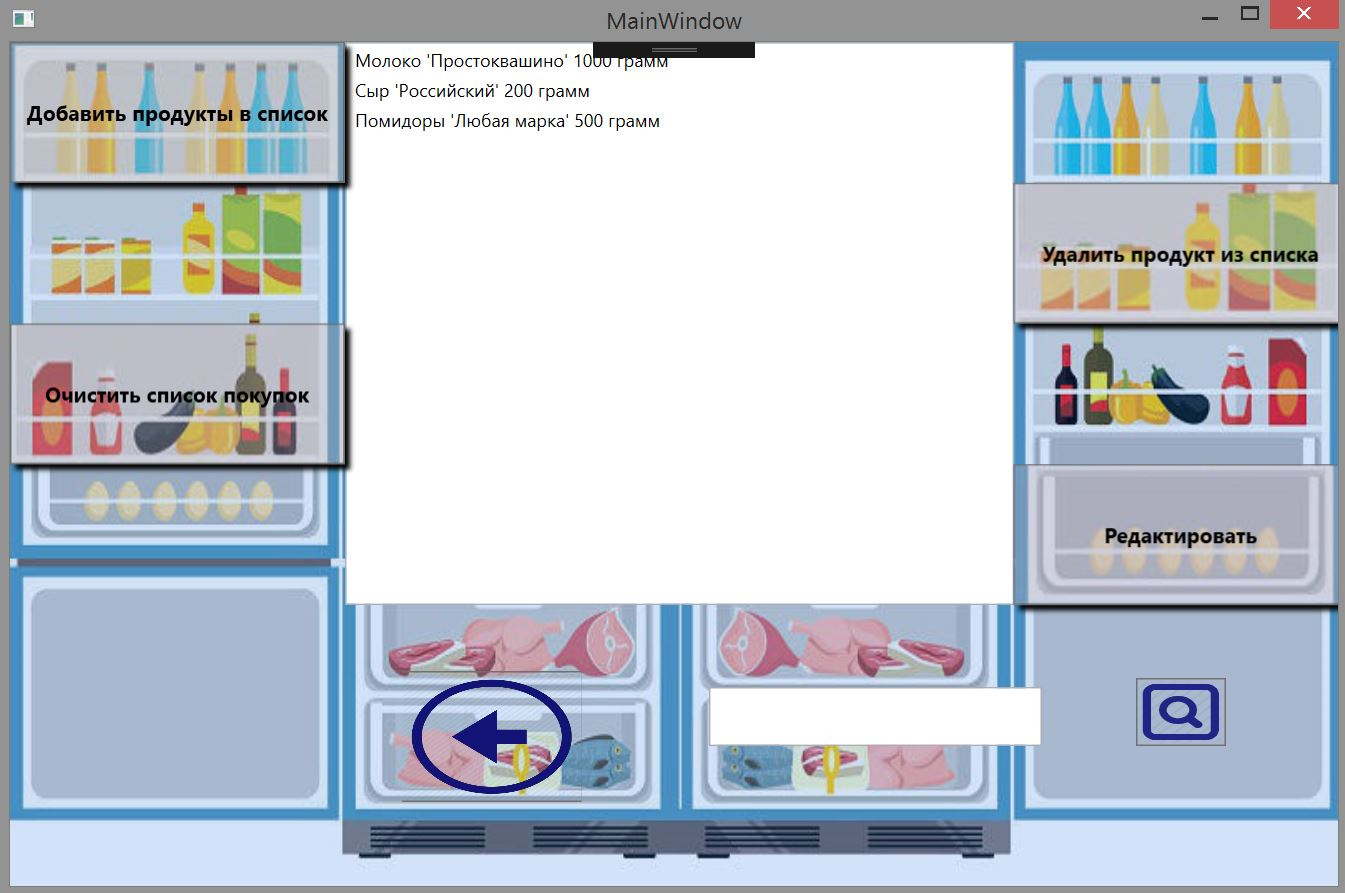 MainWindow
Молоко 'Простоквашино' 1000 грамм
Сыр 'Российский' 200 грамм
Помидоры 'Любая марка' 500 грамм
Добавить продукты в список
Удалить продукт из списка
Очистить список покупок
Редактировать